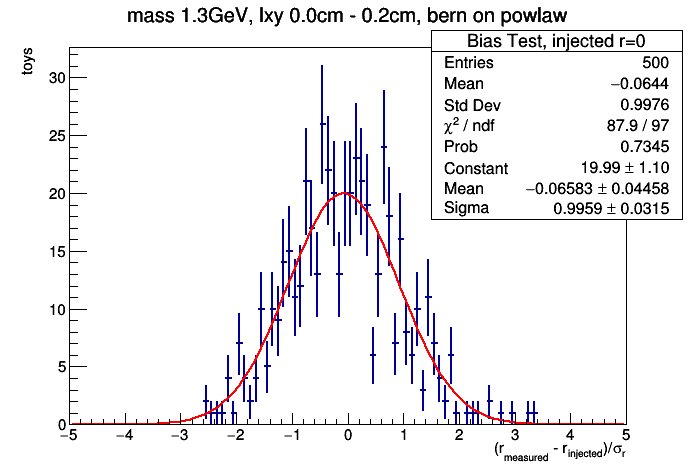 mass 1.3GeV, lxy 0.0cm - 0.2cm, bern on powlaw
Bias Test, injected r=0
Entries 500
Mean −0.0644
Std Dev 0.9976
χ² / ndf 87.9 / 97
Prob 0.7345
Constant 19.99 ± 1.10
Mean −0.06583 ± 0.04458
Sigma 0.9959 ± 0.0315
toys
30
25
20
15
10
5
0
−5 −4 −3 −2 −1 0 1 2 3 4 5
(r_measured - r_injected)/σ_r